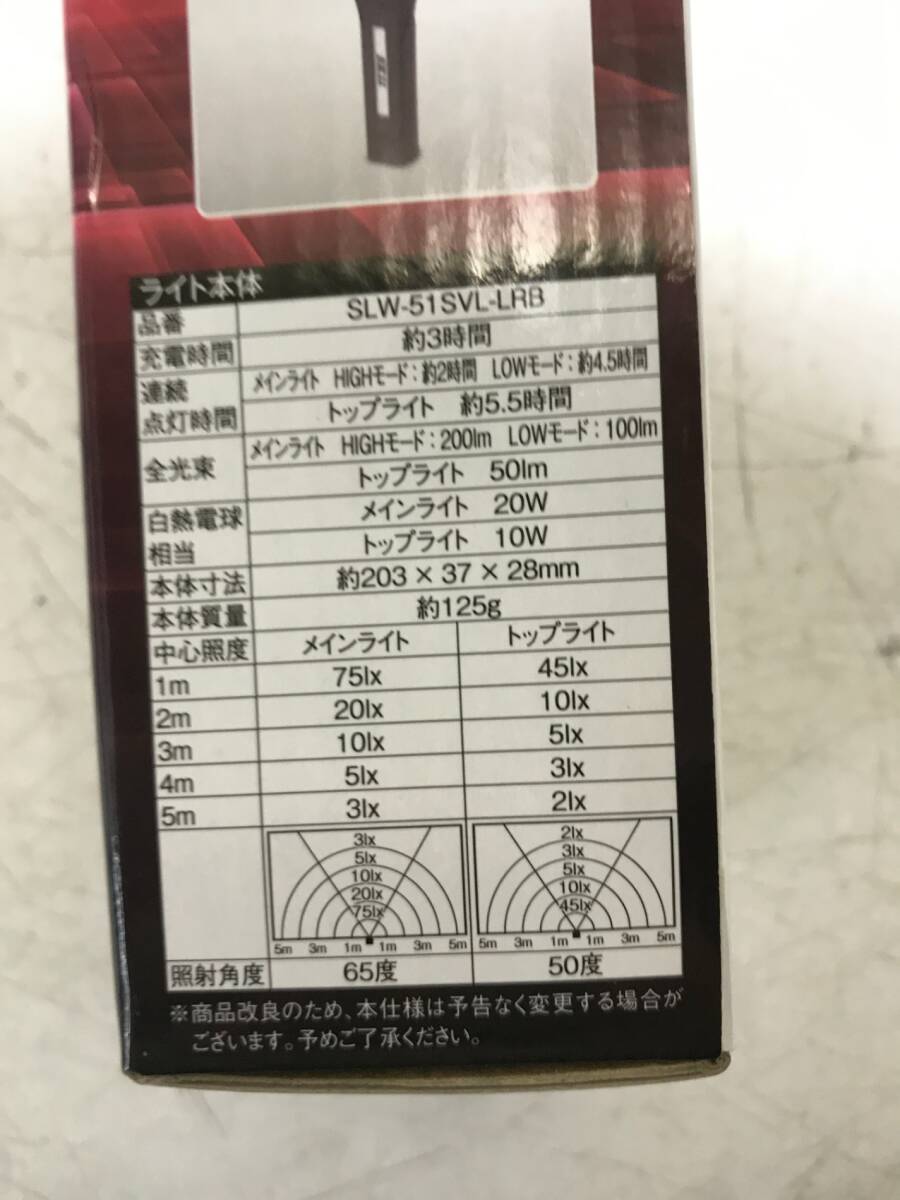 ライト本体
品番 SLW-51SVL-LRB
充電時間 約3時間
連続点灯時間 メインライト HIGHモード:約2時間 LOWモード:約4.5時間
トップライト 約5.5時間
全光束 メインライト HIGHモード:200lm LOWモード:100lm
トップライト 50lm
白熱電球相当 メインライト 20W
トップライト 10W
本体寸法 約203×37×28mm
本体質量 約125g
中心照度 メインライト トップライト
1m 75lx 45lx
2m 20lx 10lx
3m 10lx 5lx
4m 5lx 3lx
5m 3lx 2lx
3lx 2lx
5lx 3lx
10lx 5lx
20lx 10lx
75lx 45lx
5m 3m 1m 1m 3m 5m 5m 3m 1m 1m 3m 5m
照射角度 65度 50度
※商品改良のため、本仕様は予告なく変更する場合が
ございます。予めご了承ください。